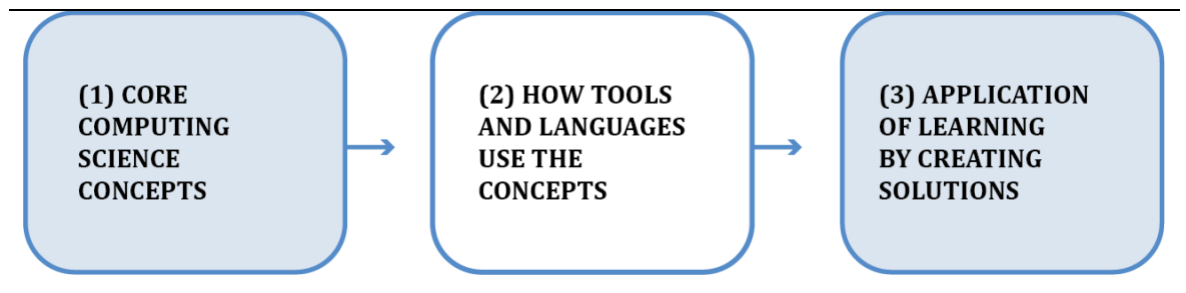 (1) CORE
COMPUTING
SCIENCE
CONCEPTS
(2) HOW TOOLS
AND LANGUAGES
USE THE
CONCEPTS
(3) APPLICATION
OF LEARNING
BY CREATING
SOLUTIONS